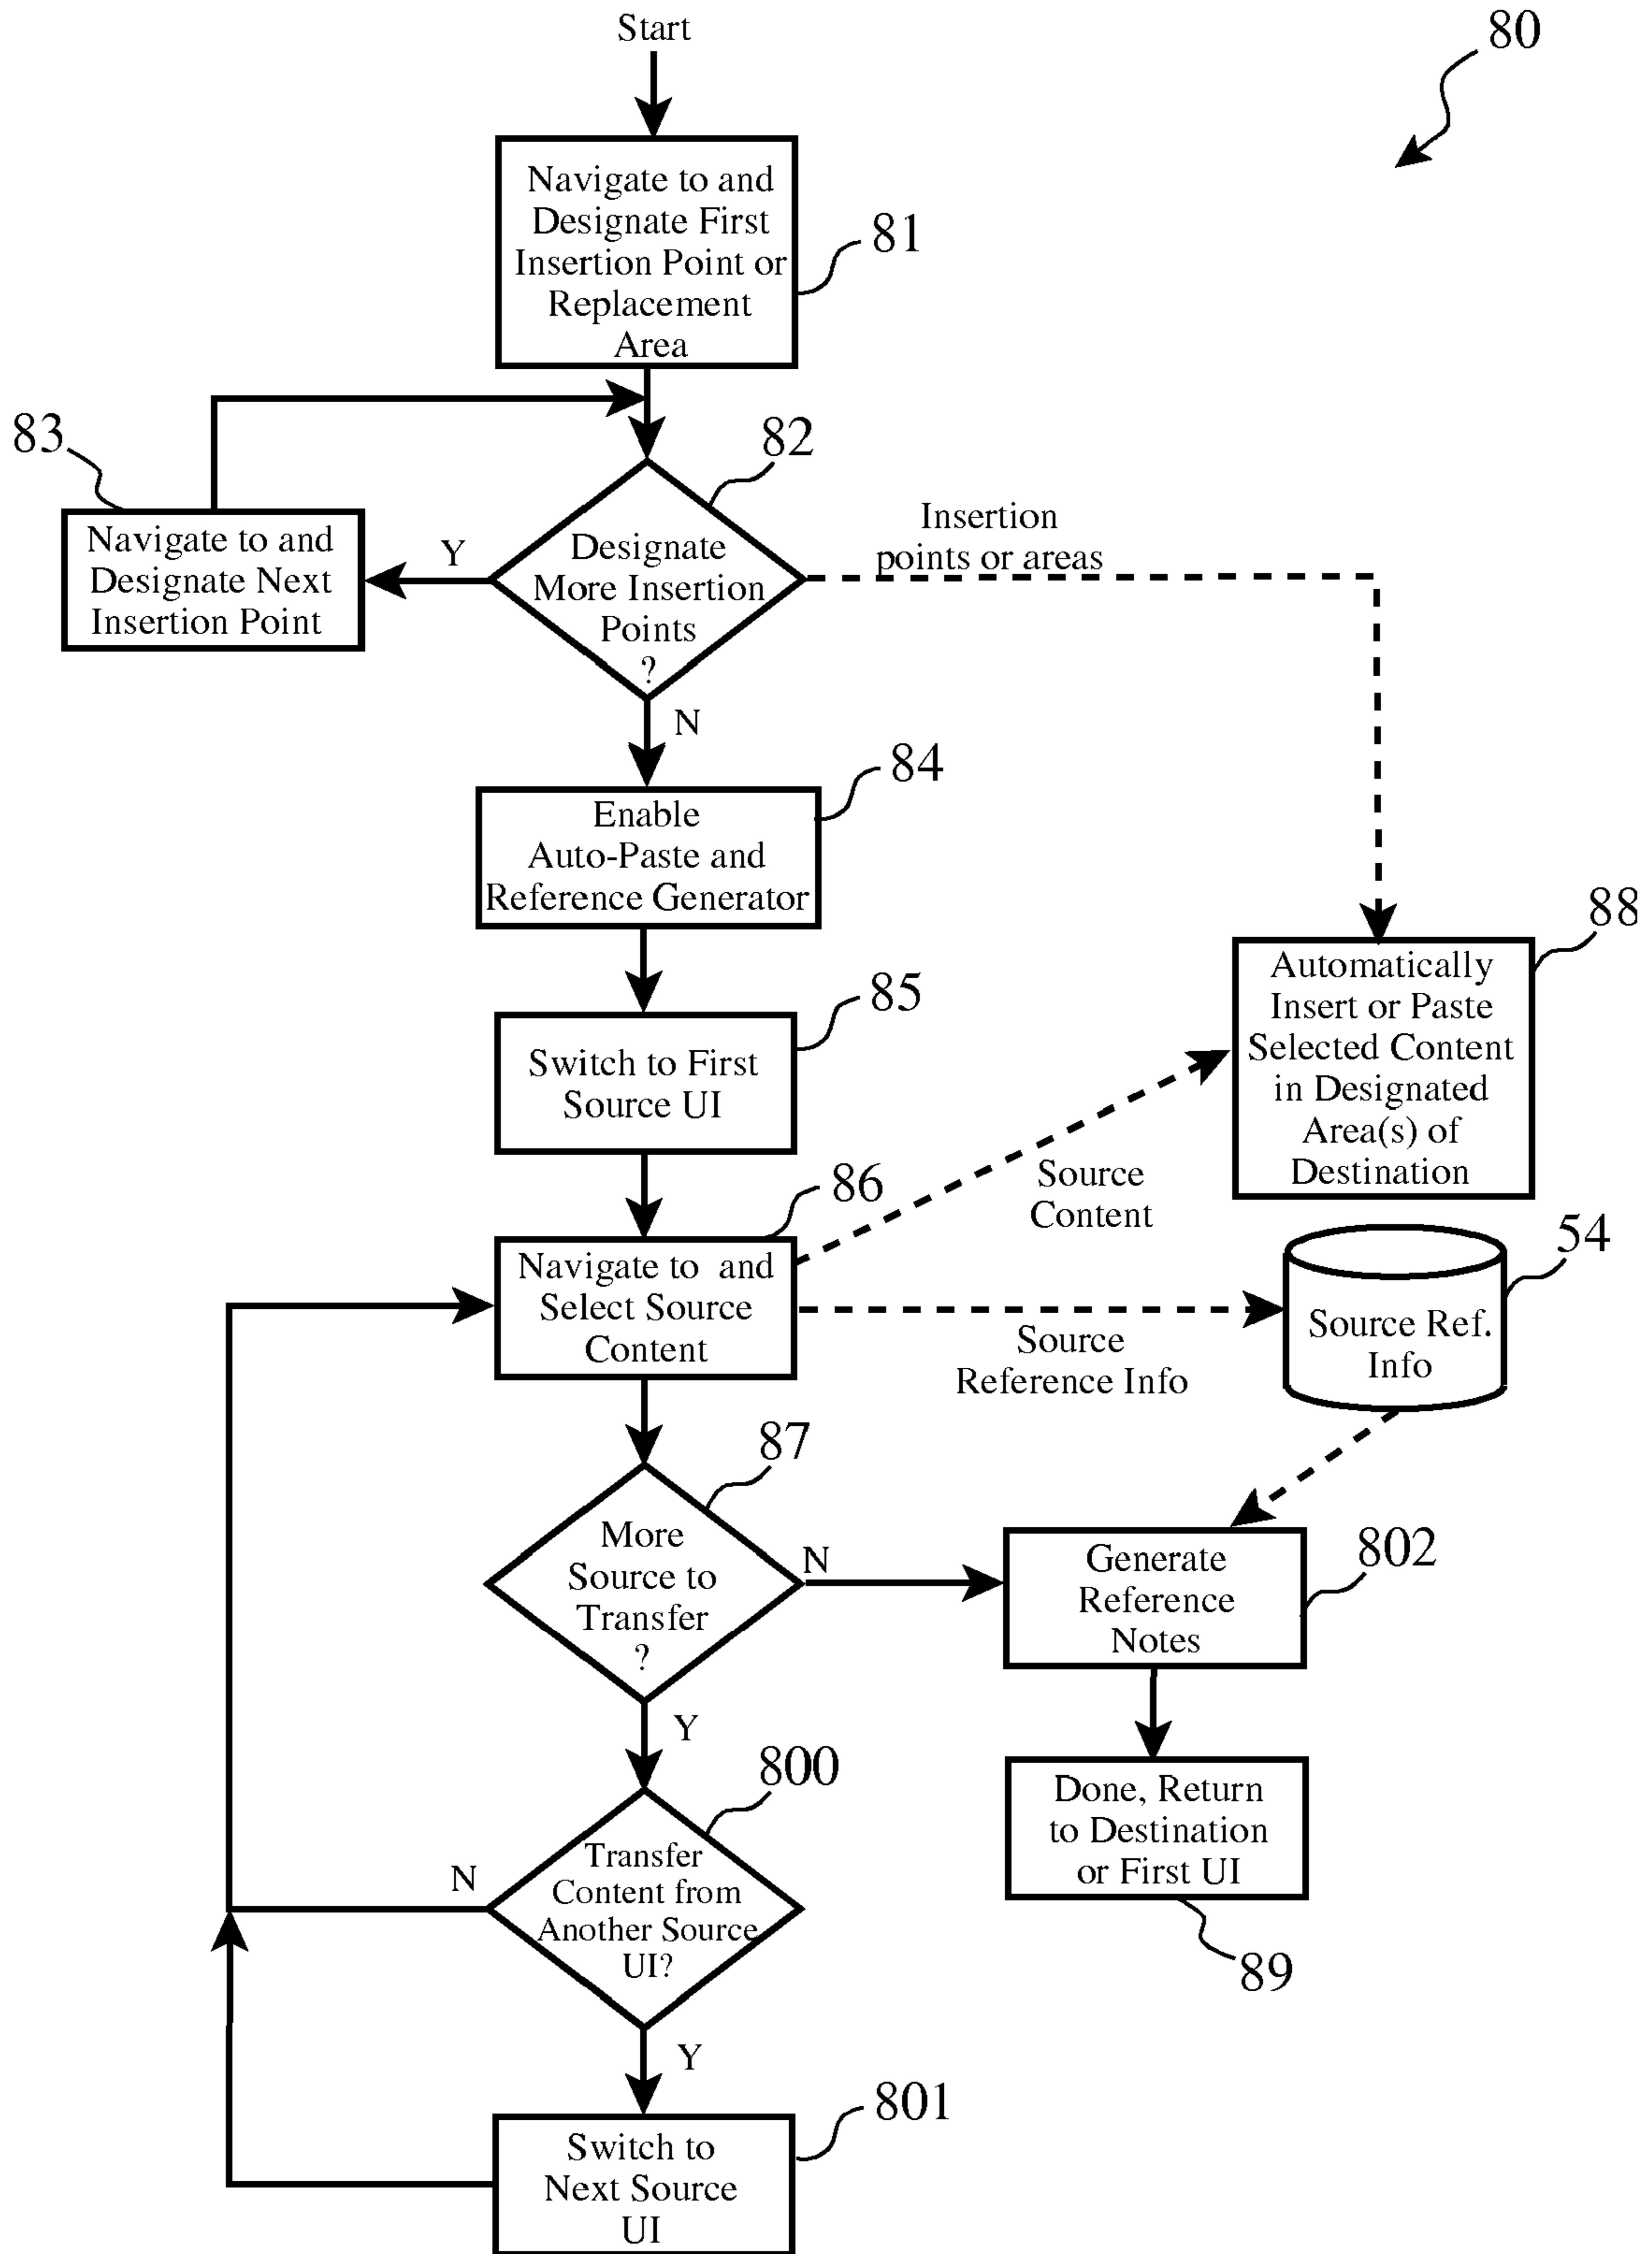 Start
80
Navigate to and
Designate First
Insertion Point or
Replacement
Area
81
83
82
Navigate to and
Designate Next
Insertion Point
Y
Designate
More Insertion
Points
?
Insertion
points or areas
N
84
Enable
Auto-Paste and
Reference Generator
88
Automatically
Insert or Paste
Selected Content
in Designated
Area(s) of
Destination
85
Switch to First
Source UI
86
Source
Content
Navigate to and
Select Source
Content
54
Source Ref.
Info
Source
Reference Info
87
More
Source to
Transfer
?
N
802
Generate
Reference
Notes
Y
800
Transfer
Content from
Another Source
UI?
N
Done, Return
to Destination
or First UI
89
Y
801
Switch to
Next Source
UI